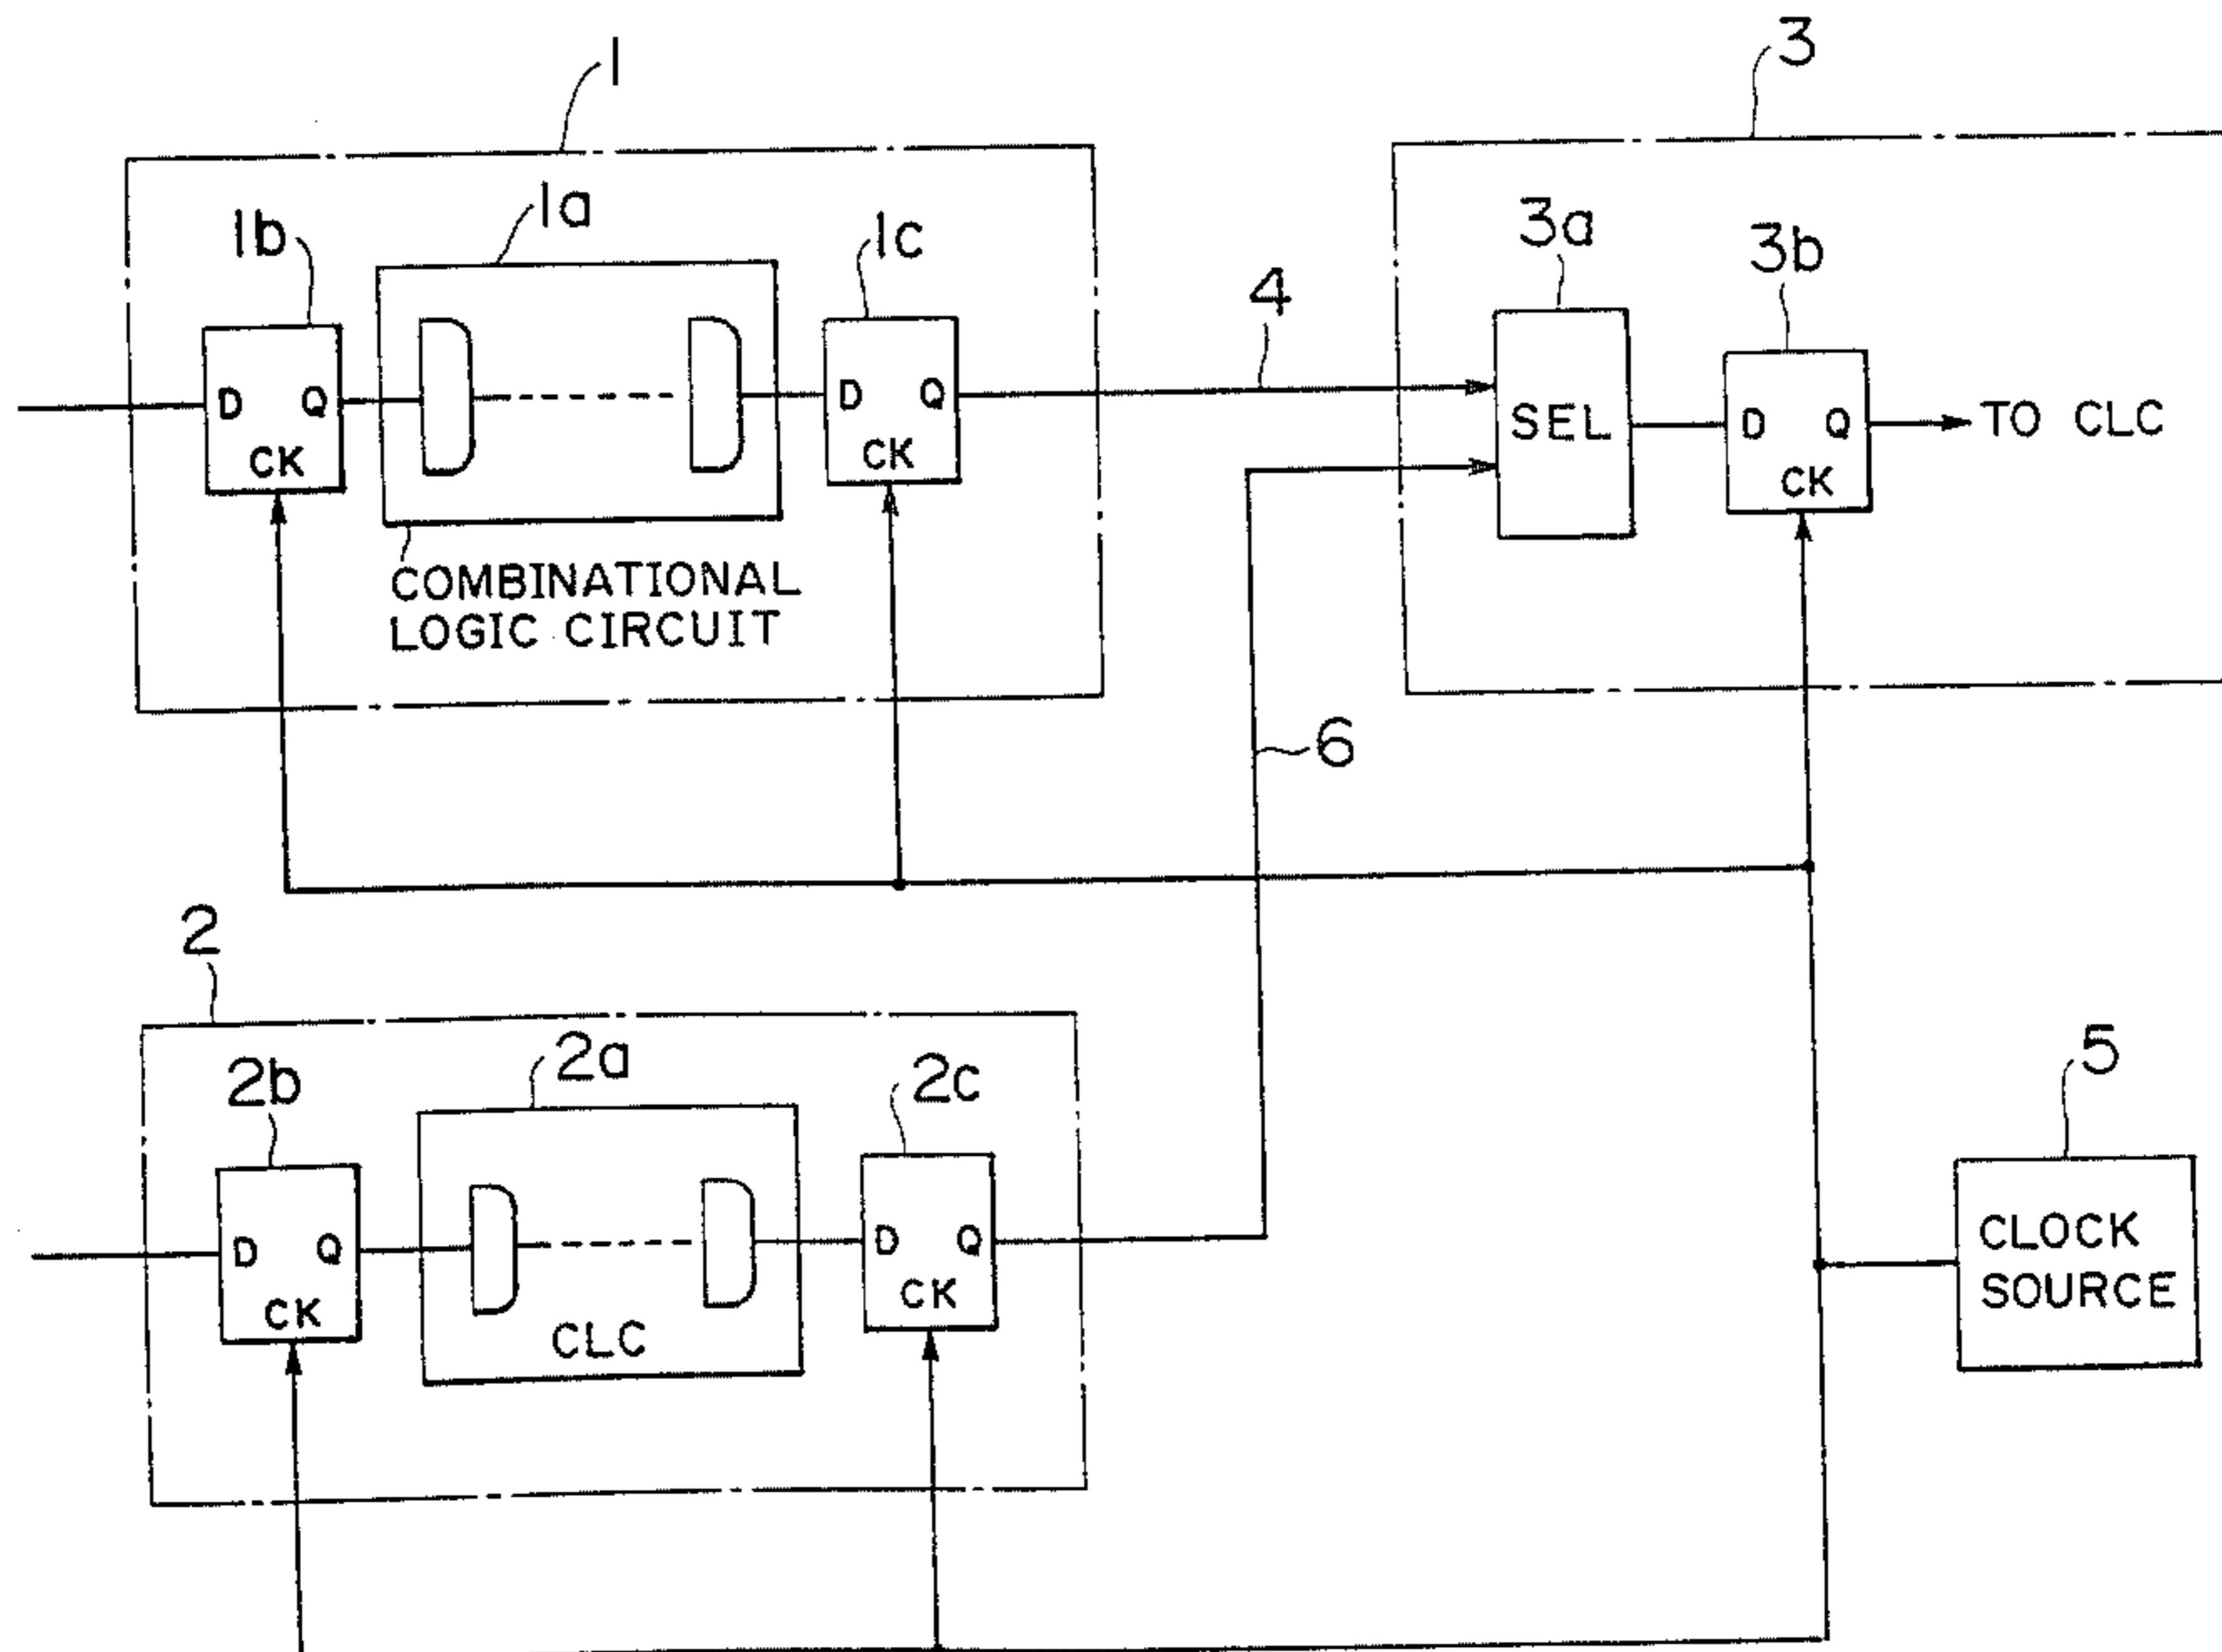 1
3
1a
1b
1c
3a
3b
4
D Q
CK
D Q
CK
SEL
D Q
CK
TO CLC
COMBINATIONAL
LOGIC CIRCUIT
6
2
2a
2b
2c
5
D Q
CK
CLC
D Q
CK
CLOCK
SOURCE